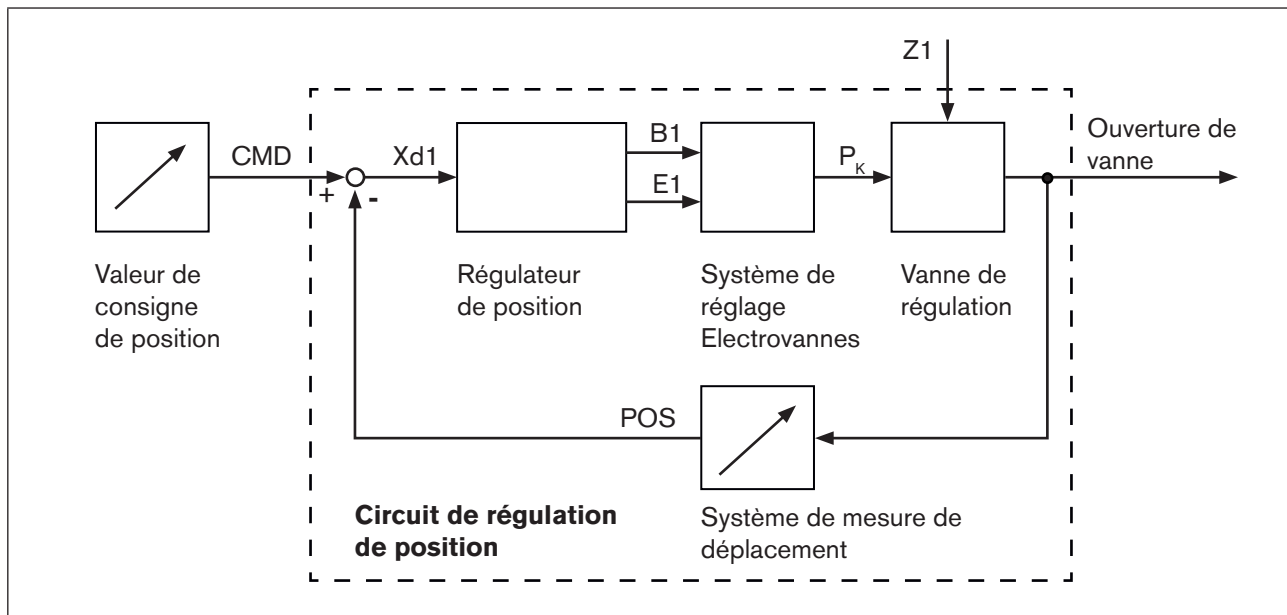 Z1
CMD
+
-
Xd1
B1
E1
P_K
Ouverture de
vanne
Valeur de
consigne
de position
Régulateur
de position
Système de
réglage
Electrovannes
Vanne de
régulation
POS
Circuit de régulation
de position
Système de mesure de
déplacement